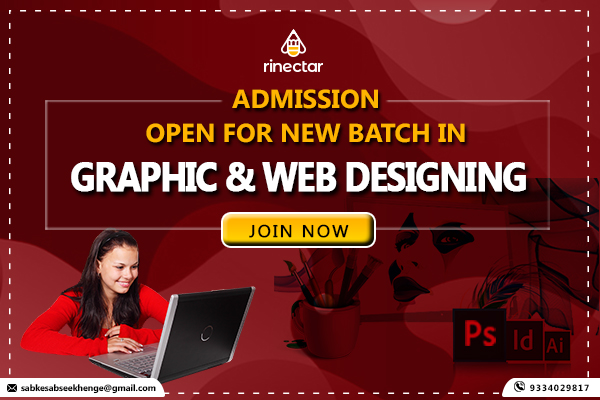 rinectar
ADMISSION
OPEN FOR NEW BATCH IN
GRAPHIC & WEB DESIGNING
JOIN NOW
Ps Id Ai
sabkesabseekhenge@gmail.com
9334029817